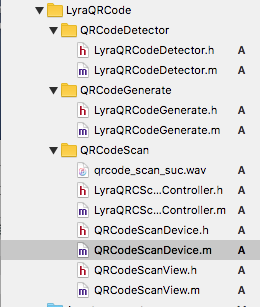 LyraQRCode
QRCodeDetector
h LyraQRCodeDetector.h A
m LyraQRCodeDetector.m A
QRCodeGenerate
h LyraQRCodeGenerate.h A
m LyraQRCodeGenerate.m A
QRCodeScan
qrcode_scan_suc.wav A
h LyraQRCSc...Controller.h A
m LyraQRCSc...Controller.m A
h QRCodeScanDevice.h A
m QRCodeScanDevice.m A
h QRCodeScanView.h A
m QRCodeScanView.m A